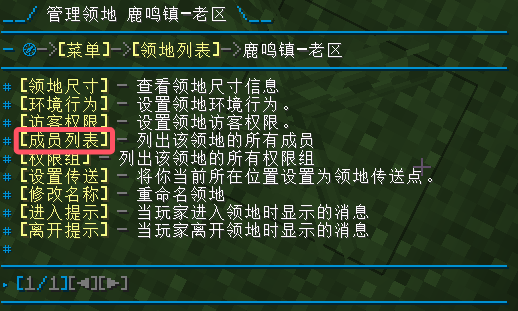 __/ 管理领地 鹿鸣镇—老区 \__
— 🧭—>[菜单]—>[领地列表]—>鹿鸣镇—老区
# [领地尺寸] — 查看领地尺寸信息
# [环境行为] — 设置领地环境行为。
# [访客权限] — 设置领地访客权限。
# [成员列表] — 列出该领地的所有成员
# [权限组] — 列出该领地的所有权限组
# [设置传送] — 将你当前所在位置设置为领地传送点。
# [修改名称] — 重命名领地
# [进入提示] — 当玩家进入领地时显示的消息
# [离开提示] — 当玩家离开领地时显示的消息
#
▸ [1/1][◀][▶]